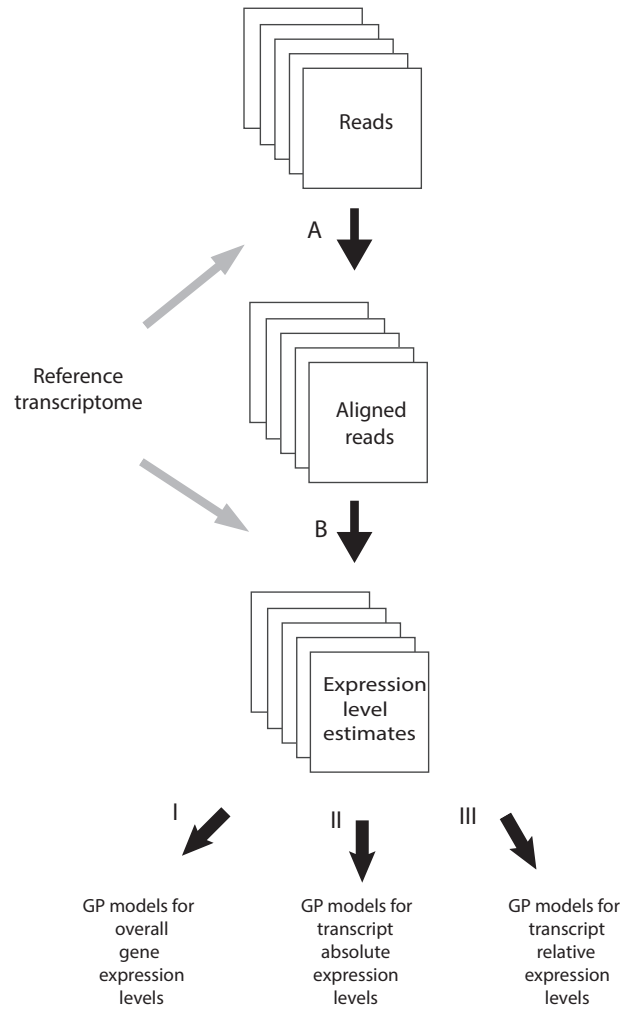 Reads
A
Reference
transcriptome
Aligned
reads
B
Expression
level
estimates
I
II
III
GP models for
overall
gene
expression
levels
GP models for
transcript
absolute
expression
levels
GP models for
transcript
relative
expression
levels